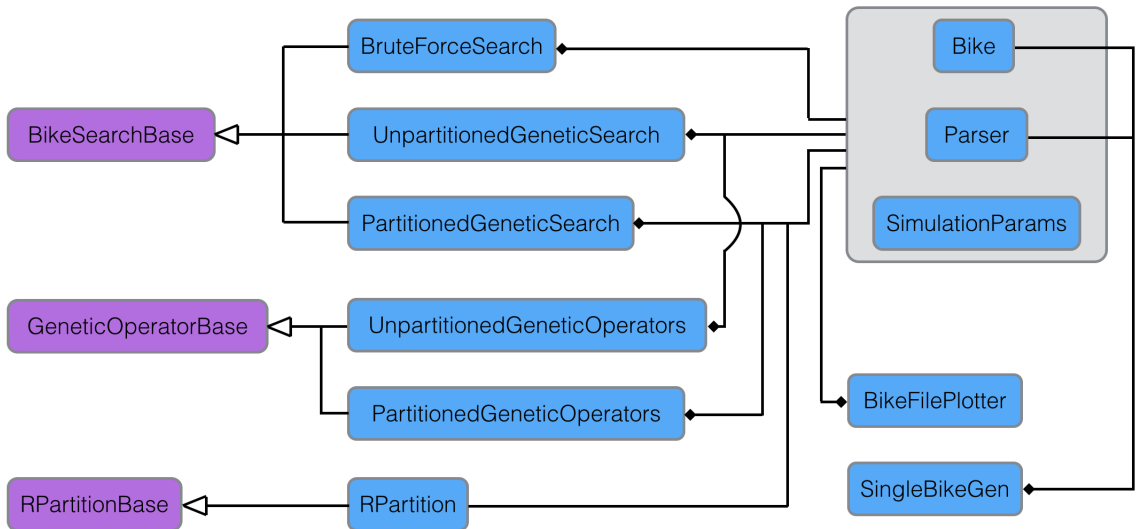 BruteForceSearch
Bike
BikeSearchBase
UnpartitionedGeneticSearch
Parser
PartitionedGeneticSearch
SimulationParams
GeneticOperatorBase
UnpartitionedGeneticOperators
PartitionedGeneticOperators
BikeFilePlotter
RPartitionBase
RPartition
SingleBikeGen